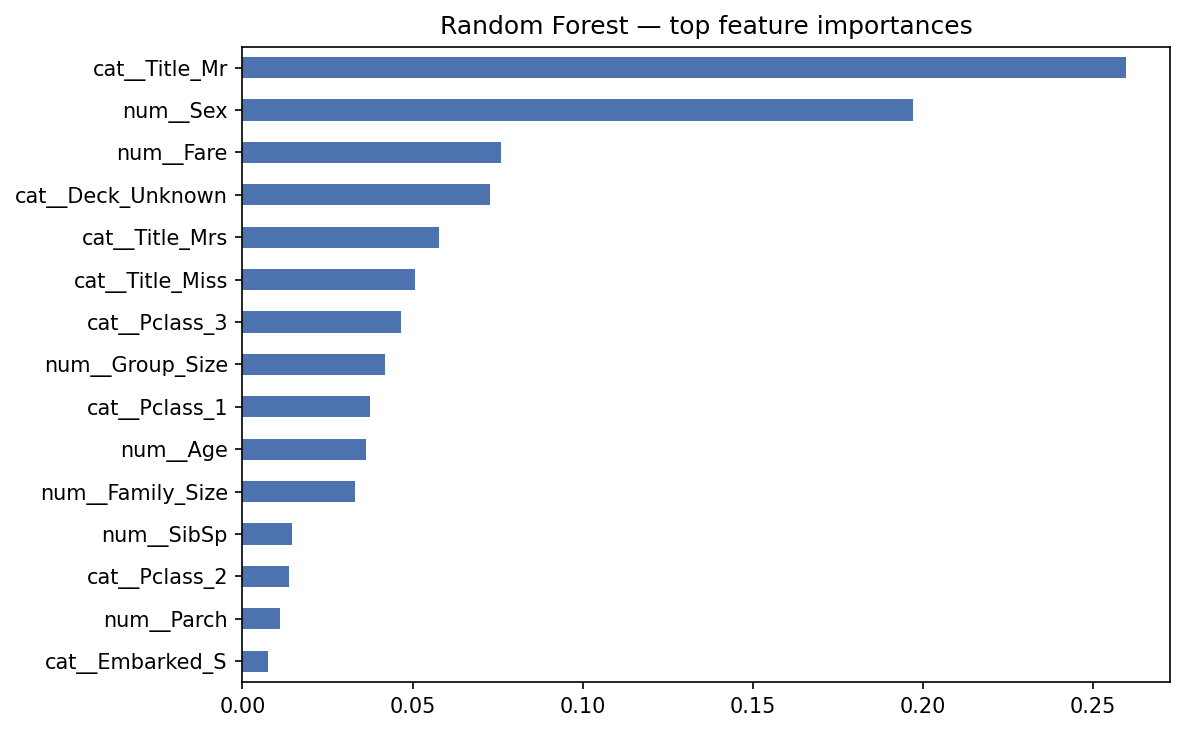 Random Forest — top feature importances
cat__Title_Mr
num__Sex
num__Fare
cat__Deck_Unknown
cat__Title_Mrs
cat__Title_Miss
cat__Pclass_3
num__Group_Size
cat__Pclass_1
num__Age
num__Family_Size
num__SibSp
cat__Pclass_2
num__Parch
cat__Embarked_S
0.00 0.05 0.10 0.15 0.20 0.25